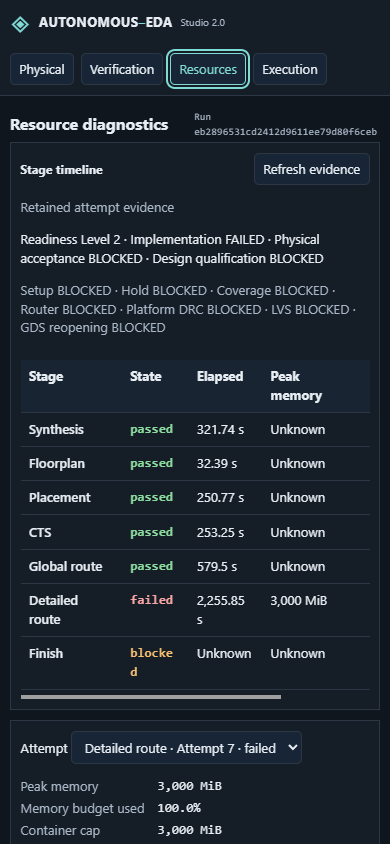 AUTONOMOUS–EDA Studio 2.0
Physical Verification Resources Execution
Resource diagnostics Run
eb2896531cd2412d9611ee79d80f6ceb
Stage timeline Refresh evidence
Retained attempt evidence
Readiness Level 2 · Implementation FAILED · Physical
acceptance BLOCKED · Design qualification BLOCKED
Setup BLOCKED · Hold BLOCKED · Coverage BLOCKED ·
Router BLOCKED · Platform DRC BLOCKED · LVS BLOCKED ·
GDS reopening BLOCKED
Stage State Elapsed Peak
memory
Synthesis passed 321.74 s Unknown
Floorplan passed 32.39 s Unknown
Placement passed 250.77 s Unknown
CTS passed 253.25 s Unknown
Global route passed 579.5 s Unknown
Detailed failed 2,255.85 3,000 MiB
route s
Finish blocke Unknown Unknown
d
Attempt Detailed route · Attempt 7 · failed
Peak memory 3,000 MiB
Memory budget used 100.0%
Container cap 3,000 MiB